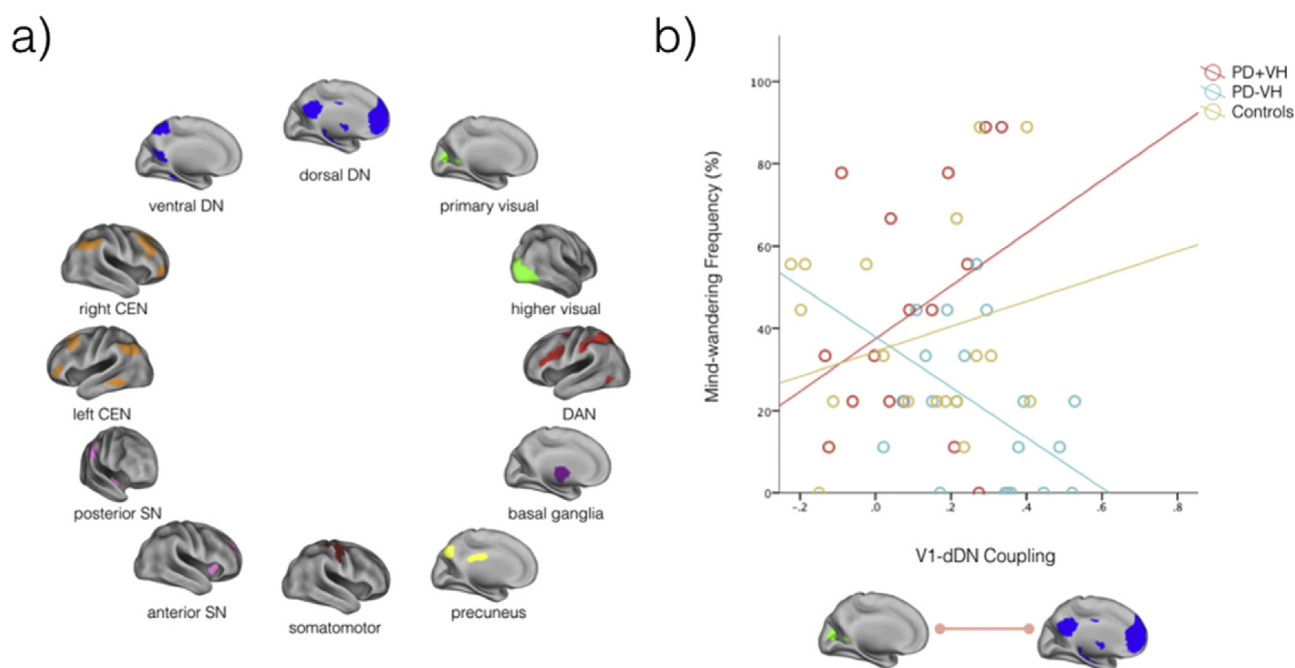 a)
dorsal DN
ventral DN
primary visual
right CEN
higher visual
left CEN
DAN
posterior SN
basal ganglia
anterior SN
somatomotor
precuneus
b)
PD+VH
PD-VH
Controls
Mind-wandering Frequency (%)
100
80
60
40
20
0
-.2
.0
.2
.4
.6
.8
V1-dDN Coupling